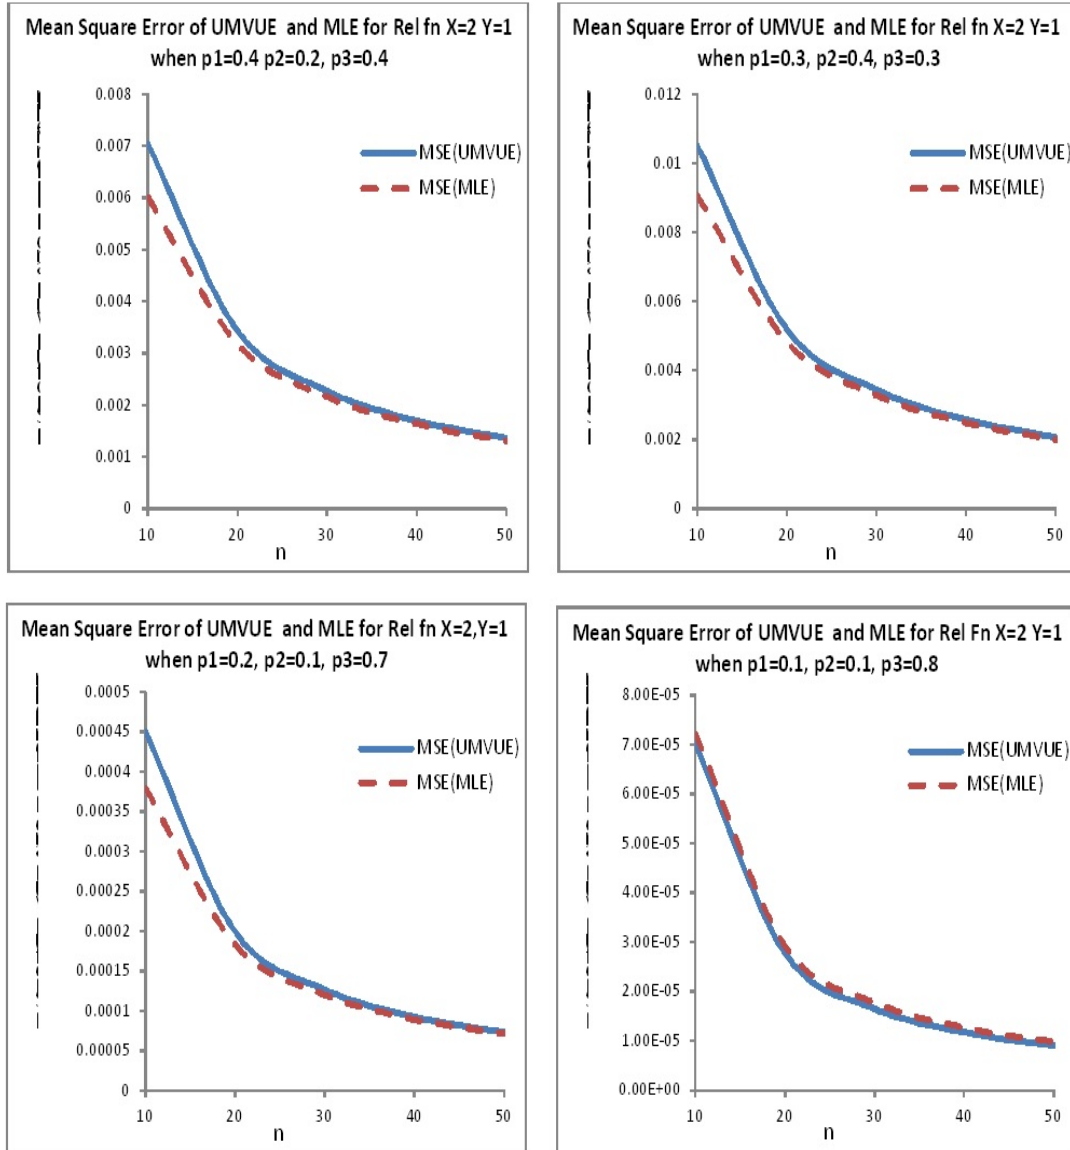 Mean Square Error of UMVUE and MLE for Rel fn X=2 Y=1
when p1=0.4 p2=0.2, p3=0.4
0.008
0.007
0.006
0.005
0.004
0.003
0.002
0.001
0
MSE(UMVUE)
MSE(MLE)
10 20 30 40 50
n
Mean Square Error of UMVUE and MLE for Rel fn X=2 Y=1
when p1=0.3, p2=0.4, p3=0.3
0.012
0.01
0.008
0.006
0.004
0.002
0
MSE(UMVUE)
MSE(MLE)
10 20 30 40 50
n
Mean Square Error of UMVUE and MLE for Rel fn X=2,Y=1
when p1=0.2, p2=0.1, p3=0.7
0.0005
0.00045
0.0004
0.00035
0.0003
0.00025
0.0002
0.00015
0.0001
0.00005
0
MSE(UMVUE)
MSE(MLE)
10 20 30 40 50
n
Mean Square Error of UMVUE and MLE for Rel Fn X=2 Y=1
when p1=0.1, p2=0.1, p3=0.8
8.00E-05
7.00E-05
6.00E-05
5.00E-05
4.00E-05
3.00E-05
2.00E-05
1.00E-05
0.00E+00
MSE(UMVUE)
MSE(MLE)
10 20 30 40 50
n